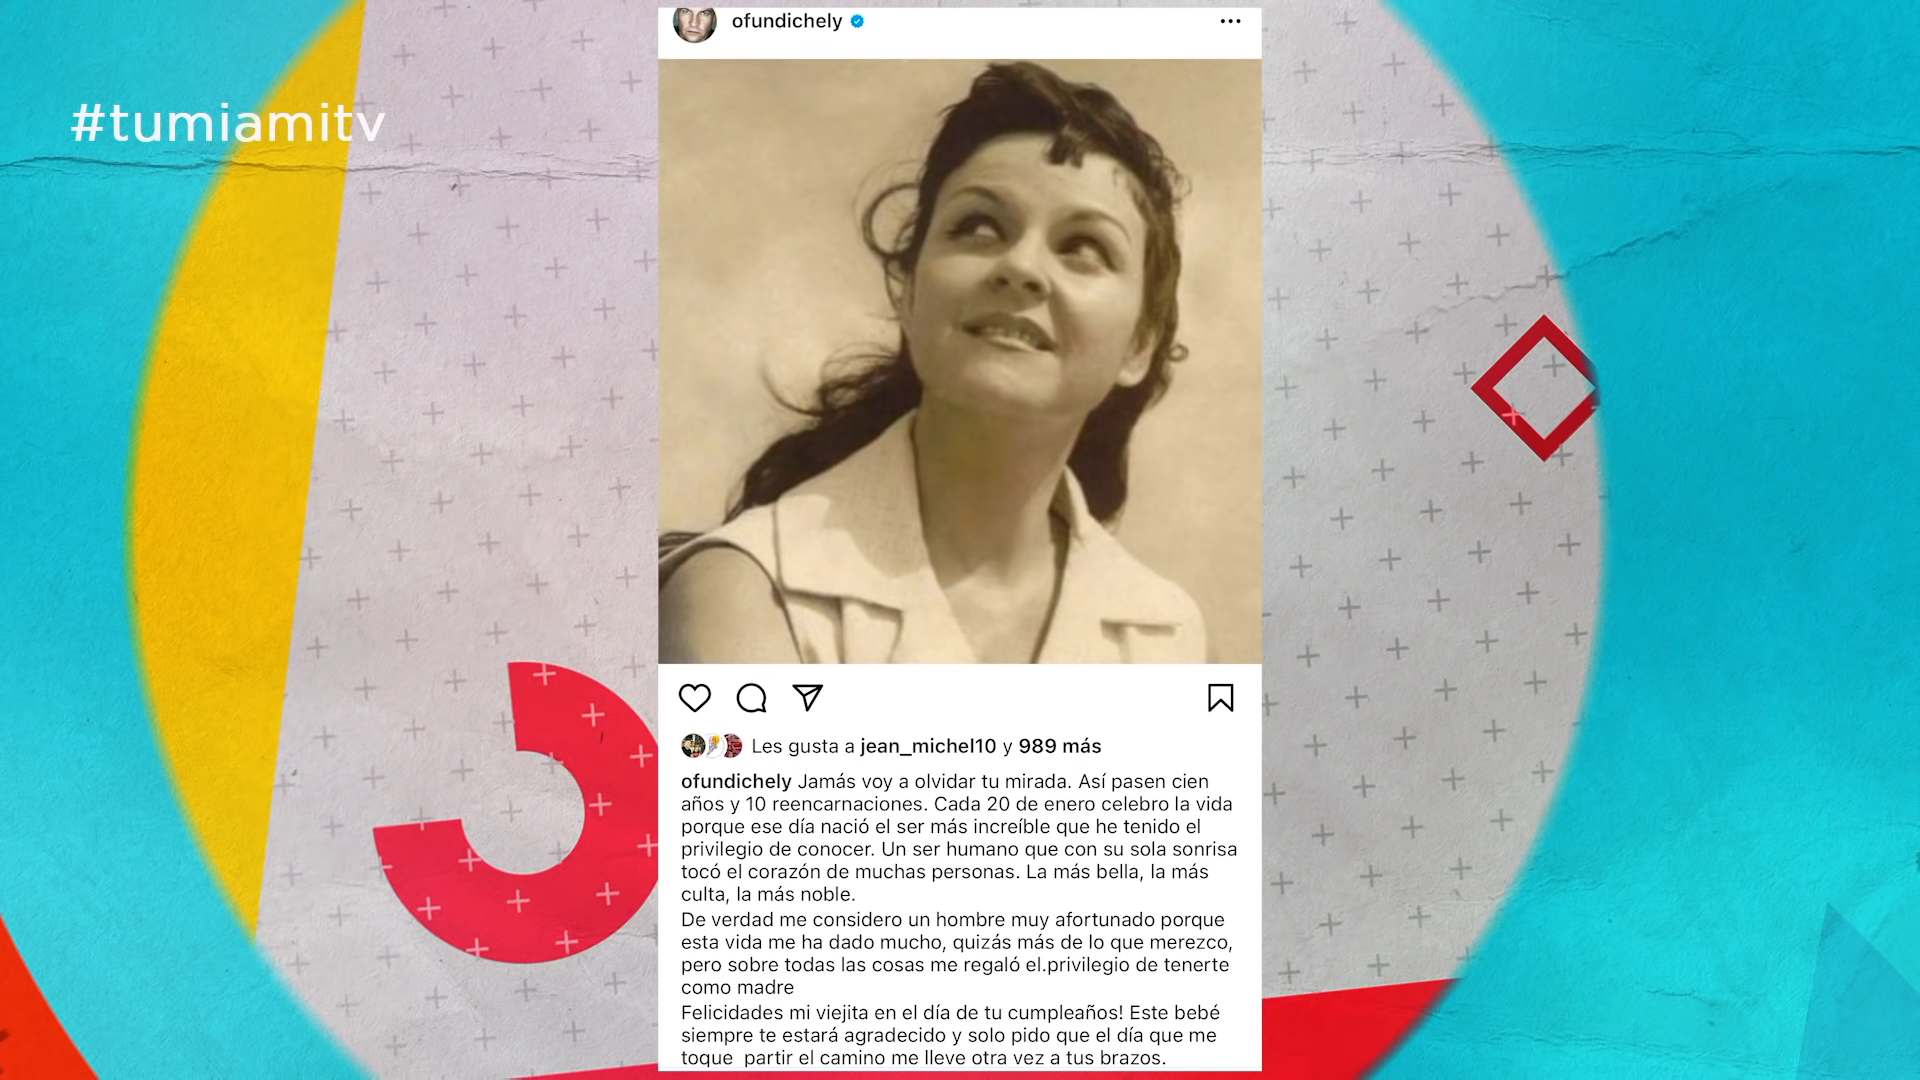 ofundichely
#tumiamitv
Les gusta a jean_michel10 y 989 más
ofundichely Jamás voy a olvidar tu mirada. Así pasen cien
años y 10 reencarnaciones. Cada 20 de enero celebro la vida
porque ese día nació el ser más increíble que he tenido el
privilegio de conocer. Un ser humano que con su sola sonrisa
tocó el corazón de muchas personas. La más bella, la más
culta, la más noble.
De verdad me considero un hombre muy afortunado porque
esta vida me ha dado mucho, quizás más de lo que merezco,
pero sobre todas las cosas me regaló el.privilegio de tenerte
como madre
Felicidades mi viejita en el día de tu cumpleaños! Este bebé
siempre te estará agradecido y solo pido que el día que me
toque  partir el camino me lleve otra vez a tus brazos.